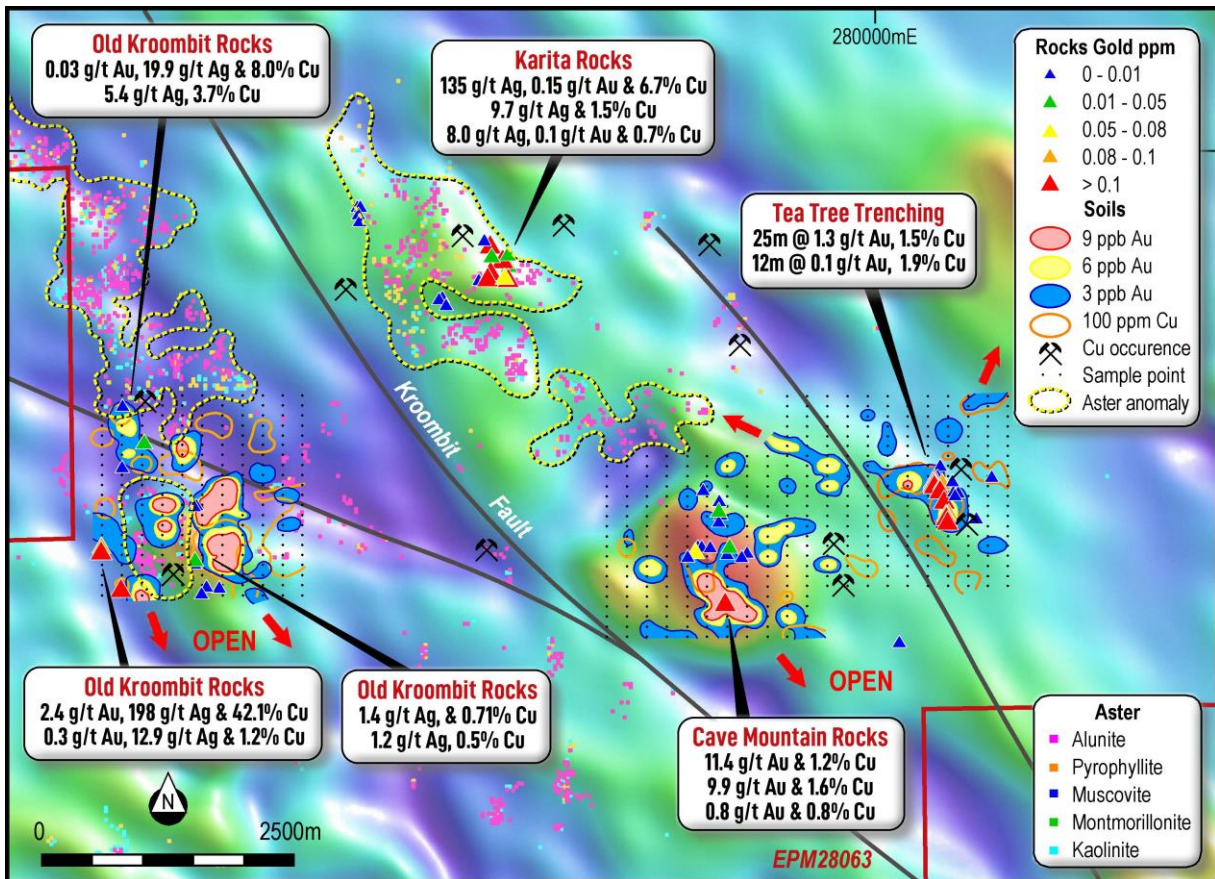 Old Kroombit Rocks
0.03 g/t Au, 19.9 g/t Ag & 8.0% Cu
5.4 g/t Ag, 3.7% Cu
Karita Rocks
135 g/t Ag, 0.15 g/t Au & 6.7% Cu
9.7 g/t Ag & 1.5% Cu
8.0 g/t Ag, 0.1 g/t Au & 0.7% Cu
280000mE
Rocks Gold ppm
0 - 0.01
0.01 - 0.05
0.05 - 0.08
0.08 - 0.1
> 0.1
Soils
9 ppb Au
6 ppb Au
3 ppb Au
100 ppm Cu
Cu occurence
Sample point
Aster anomaly
Tea Tree Trenching
25m @ 1.3 g/t Au, 1.5% Cu
12m @ 0.1 g/t Au, 1.9% Cu
Kroombit
Fault
OPEN
OPEN
Old Kroombit Rocks
2.4 g/t Au, 198 g/t Ag & 42.1% Cu
0.3 g/t Au, 12.9 g/t Ag & 1.2% Cu
Old Kroombit Rocks
1.4 g/t Ag, & 0.71% Cu
1.2 g/t Ag, 0.5% Cu
Cave Mountain Rocks
11.4 g/t Au & 1.2% Cu
9.9 g/t Au & 1.6% Cu
0.8 g/t Au & 0.8% Cu
Aster
Alunite
Pyrophyllite
Muscovite
Montmorillonite
Kaolinite
N
0
2500m
EPM28063